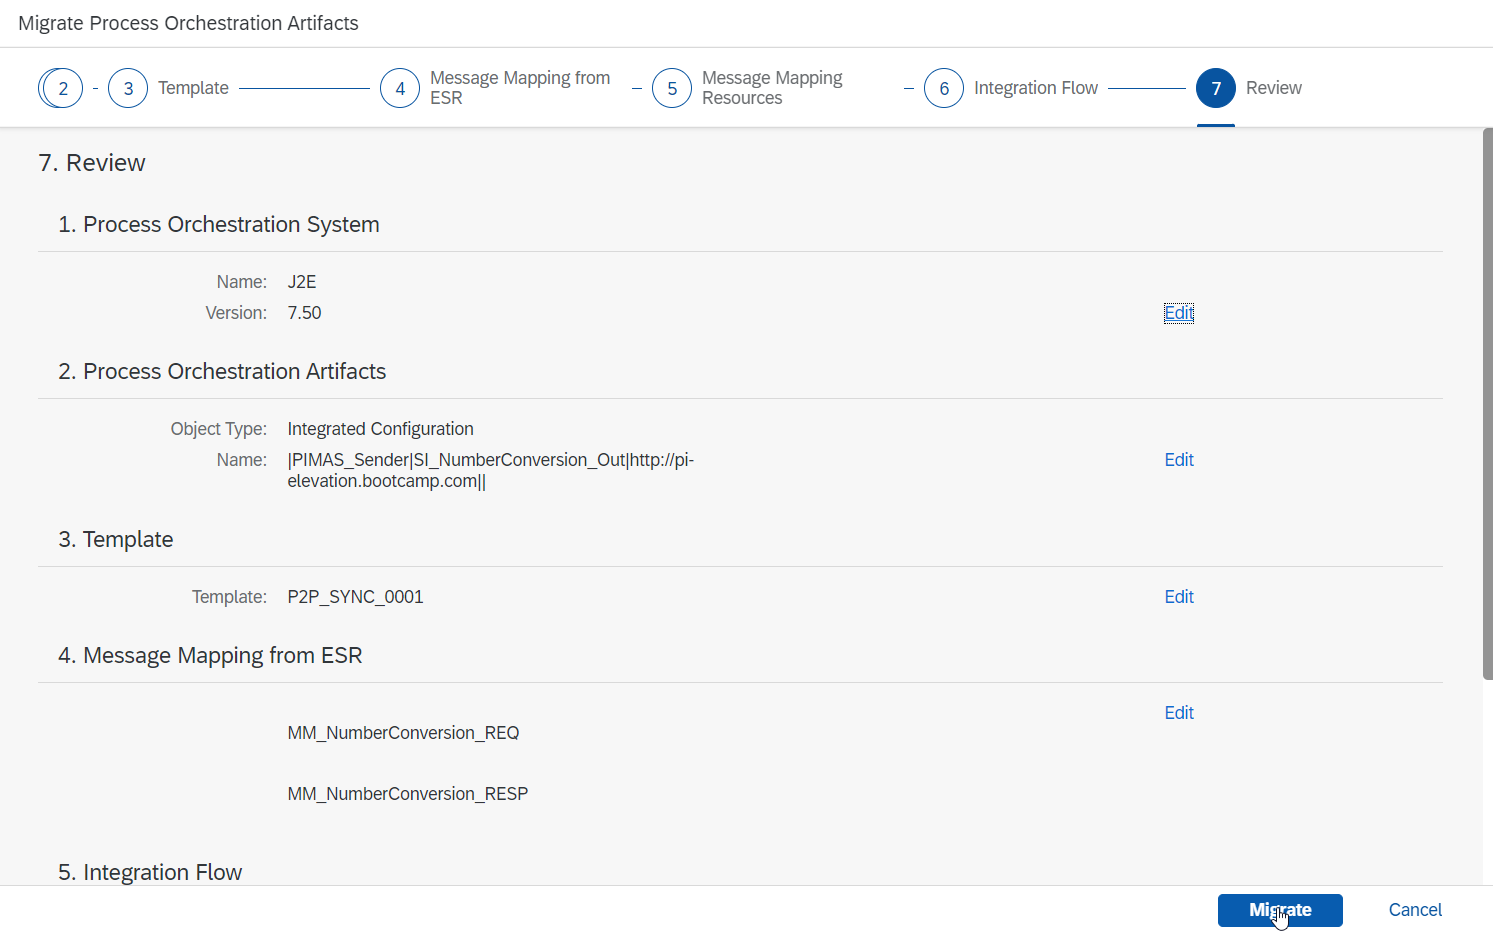 Migrate Process Orchestration Artifacts
2
3
Template
4
Message Mapping from
ESR
5
Message Mapping
Resources
6
Integration Flow
7
Review
7. Review
1. Process Orchestration System
Name: J2E
Version: 7.50
Edit
2. Process Orchestration Artifacts
Object Type: Integrated Configuration
Name: |PIMAS_Sender|SI_NumberConversion_Out|http://pi-
elevation.bootcamp.com||
Edit
3. Template
Template: P2P_SYNC_0001
Edit
4. Message Mapping from ESR
Edit
MM_NumberConversion_REQ
MM_NumberConversion_RESP
5. Integration Flow
Migrate
Cancel